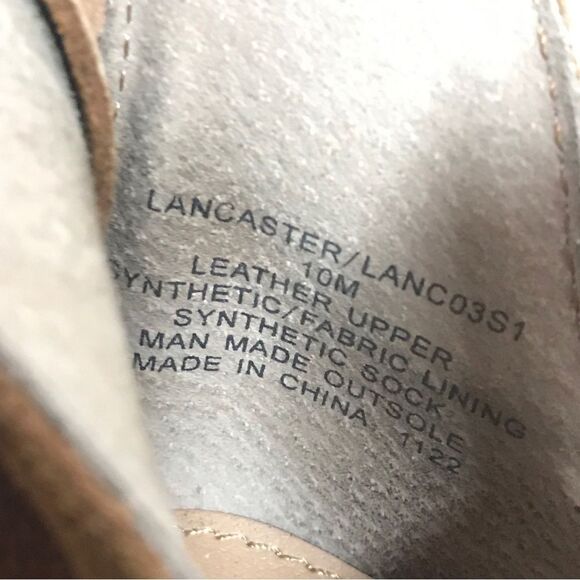 LANCASTER/LANC03S1
10M
LEATHER UPPER
SYNTHETIC/FABRIC LINING
SYNTHETIC SOCK
MAN MADE OUTSOLE
MADE IN CHINA 1122